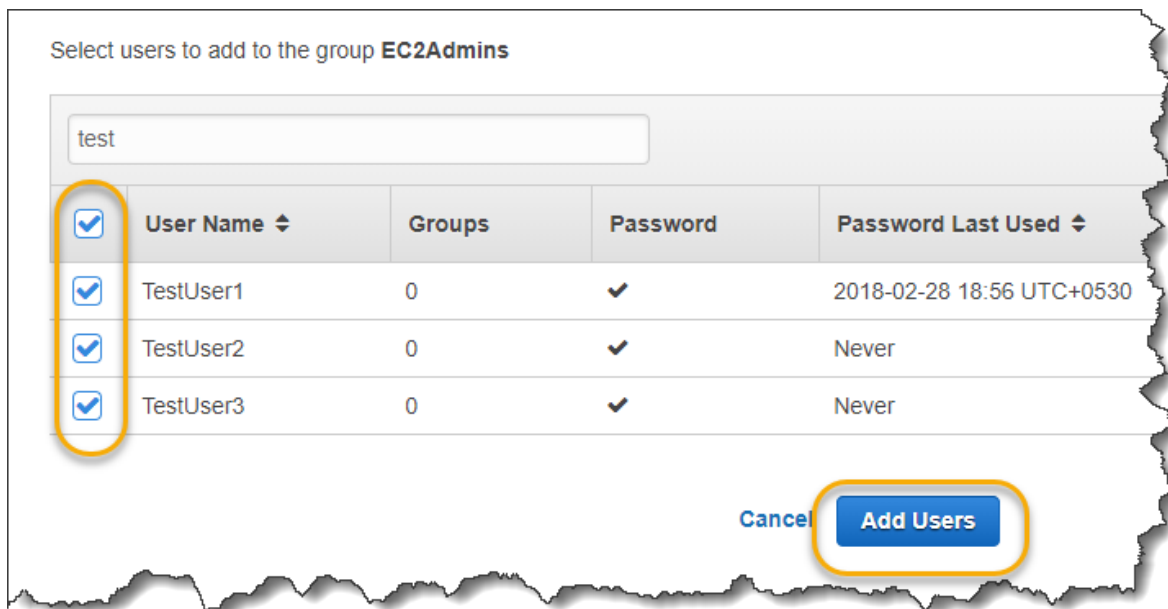 Select users to add to the group EC2Admins
test
User Name Groups Password Password Last Used
TestUser1 0 2018-02-28 18:56 UTC+0530
TestUser2 0 Never
TestUser3 0 Never
Cancel Add Users